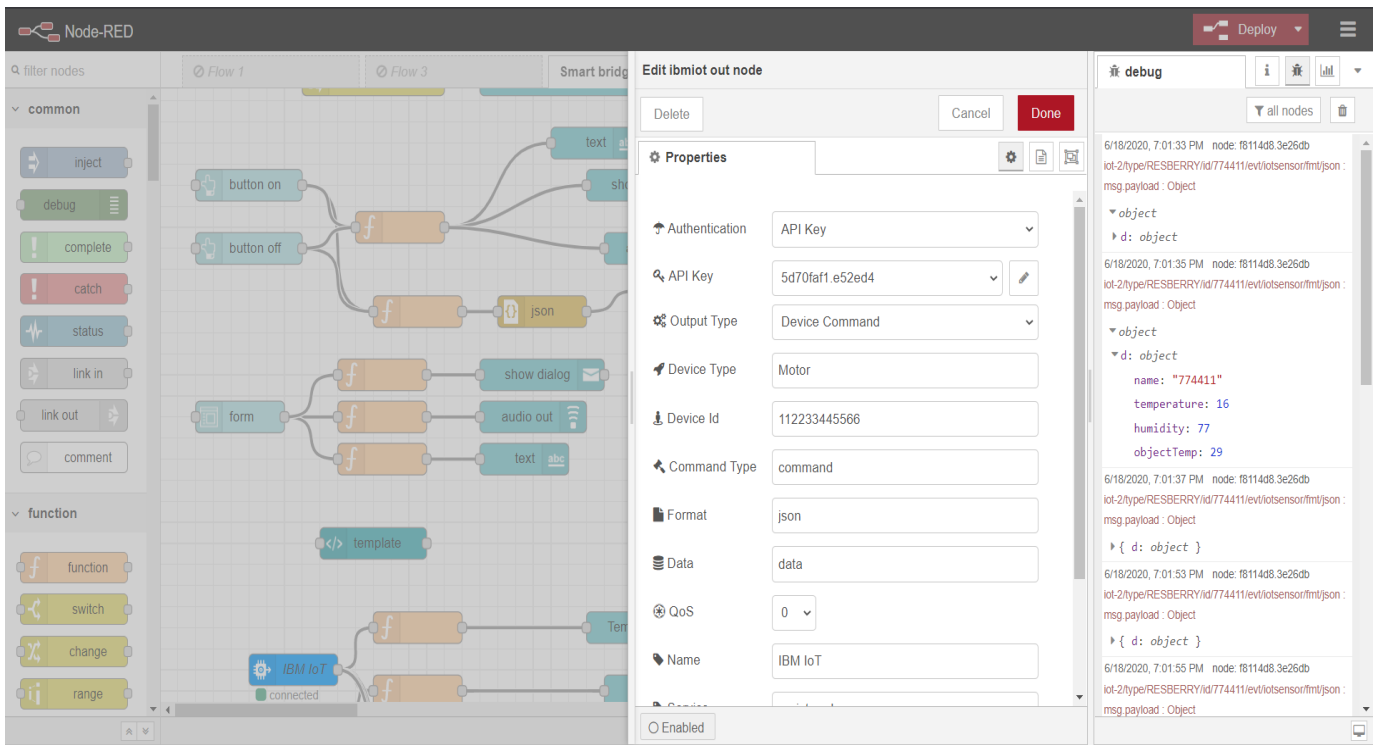 Node-RED
Deploy
filter nodes
Flow 1
Flow 3
Smart bridg
common
inject
debug
complete
catch
status
link in
link out
comment
function
function
switch
change
range
button on
button off
text
sho
json
form
show dialog
audio out
text abc
</> template
Tem
IBM IoT
connected
Edit ibmiot out node
Delete
Cancel
Done
Properties
Authentication
API Key
API Key
5d70faf1.e52ed4
Output Type
Device Command
Device Type
Motor
Device Id
112233445566
Command Type
command
Format
json
Data
data
QoS
0
Name
IBM IoT
Enabled
debug
all nodes
6/18/2020, 7:01:33 PM node: f8114d8.3e26db
iot-2/type/RESBERRY/id/774411/evt/iotsensor/fmt/json :
msg.payload : Object
object
d: object
6/18/2020, 7:01:35 PM node: f8114d8.3e26db
iot-2/type/RESBERRY/id/774411/evt/iotsensor/fmt/json :
msg.payload : Object
object
d: object
name: "774411"
temperature: 16
humidity: 77
objectTemp: 29
6/18/2020, 7:01:37 PM node: f8114d8.3e26db
iot-2/type/RESBERRY/id/774411/evt/iotsensor/fmt/json :
msg.payload : Object
{ d: object }
6/18/2020, 7:01:53 PM node: f8114d8.3e26db
iot-2/type/RESBERRY/id/774411/evt/iotsensor/fmt/json :
msg.payload : Object
{ d: object }
6/18/2020, 7:01:55 PM node: f8114d8.3e26db
iot-2/type/RESBERRY/id/774411/evt/iotsensor/fmt/json :
msg.payload : Object